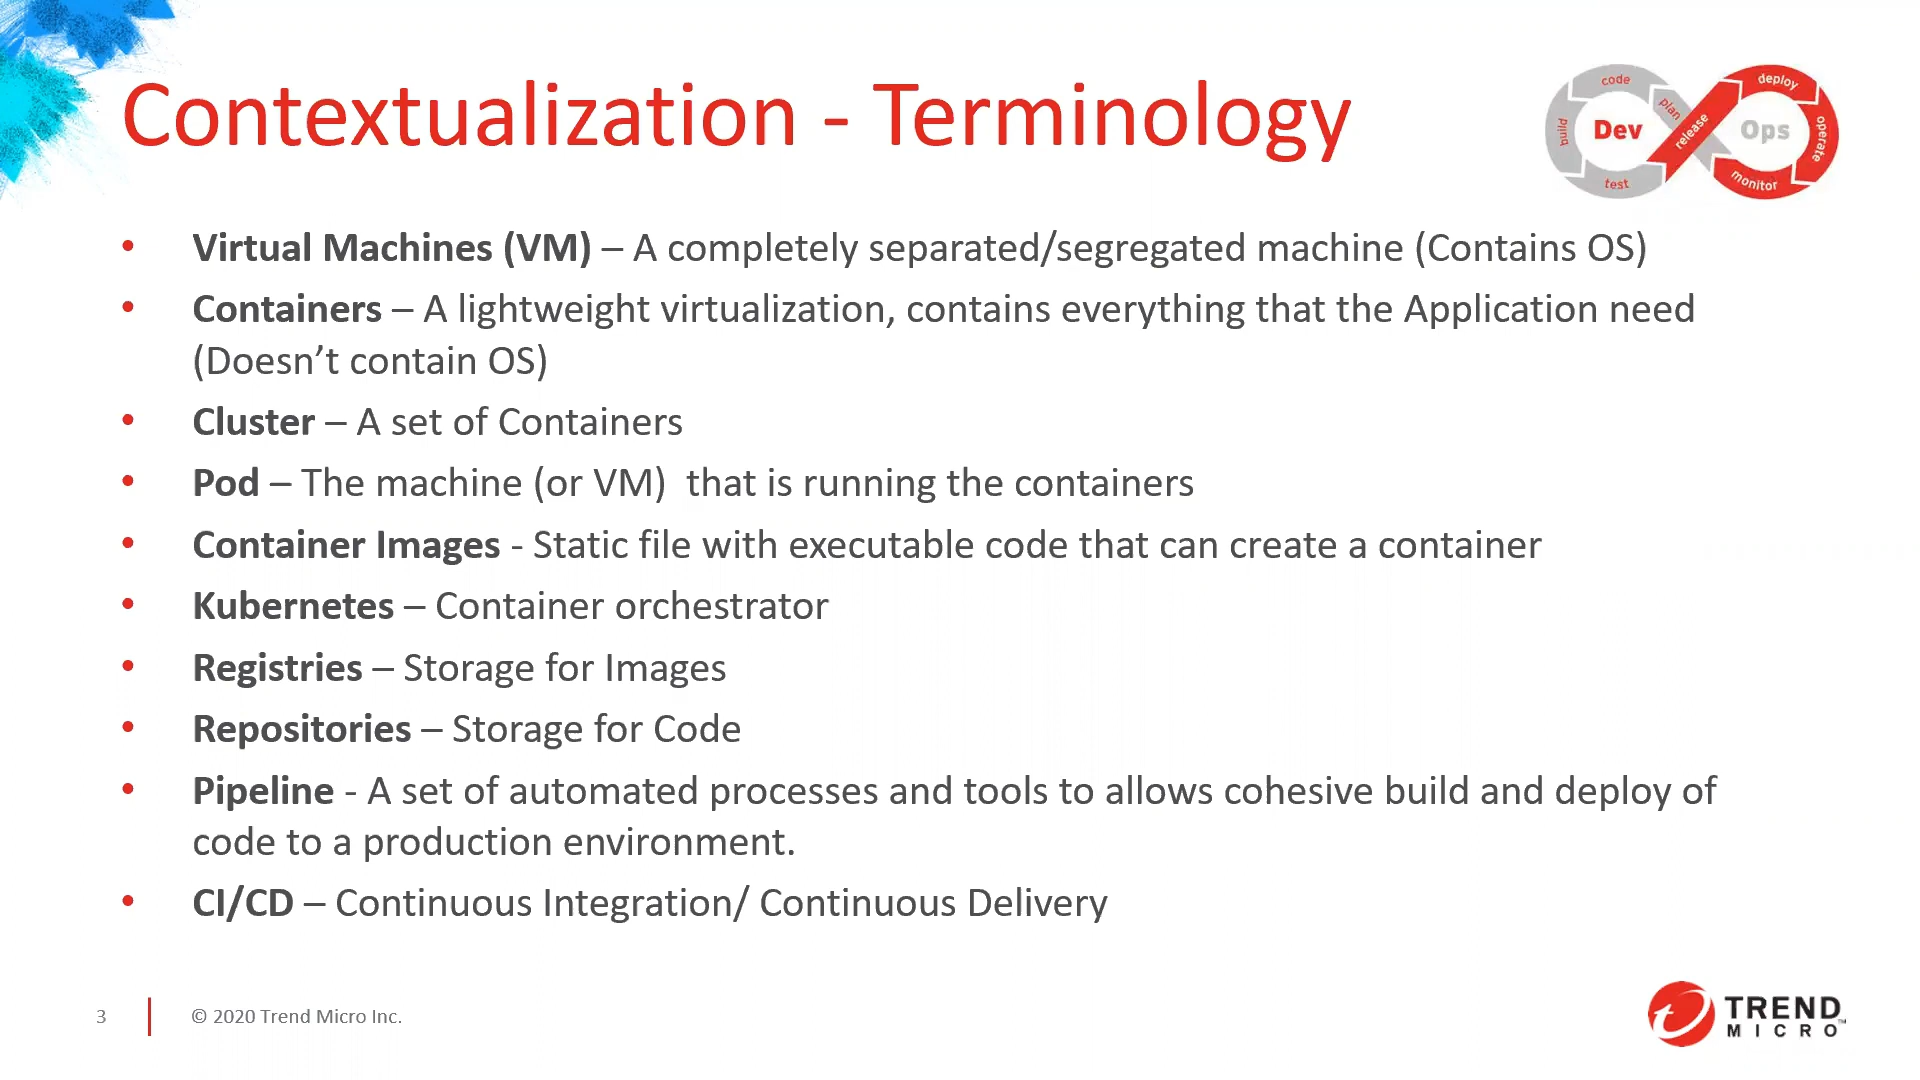 Contextualization - Terminology
code
deploy
plan
build
Dev
release
Ops
operate
test
monitor
• Virtual Machines (VM) – A completely separated/segregated machine (Contains OS)
• Containers – A lightweight virtualization, contains everything that the Application need
(Doesn’t contain OS)
• Cluster – A set of Containers
• Pod – The machine (or VM)  that is running the containers
• Container Images - Static file with executable code that can create a container
• Kubernetes – Container orchestrator
• Registries – Storage for Images
• Repositories – Storage for Code
• Pipeline - A set of automated processes and tools to allows cohesive build and deploy of
code to a production environment.
• CI/CD – Continuous Integration/ Continuous Delivery
3
© 2020 Trend Micro Inc.
TREND
MICRO™